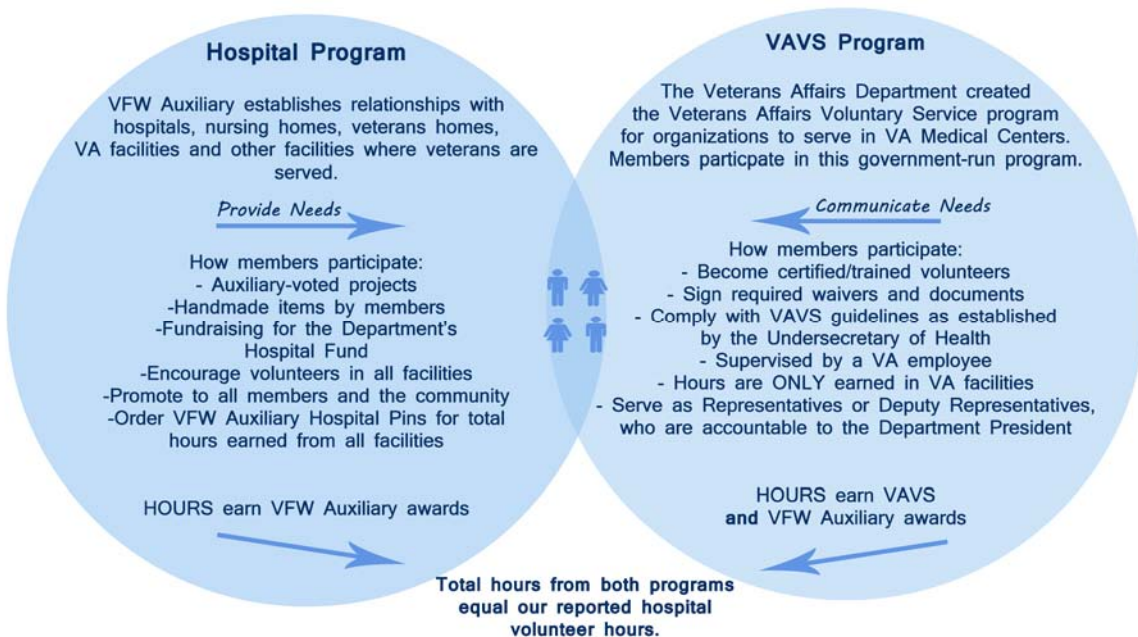 Hospital Program
VFW Auxiliary establishes relationships with
hospitals, nursing homes, veterans homes,
VA facilities and other facilities where veterans are
served.
Provide Needs
How members participate:
- Auxiliary-voted projects
-Handmade items by members
-Fundraising for the Department's
Hospital Fund
-Encourage volunteers in all facilities
-Promote to all members and the community
-Order VFW Auxiliary Hospital Pins for total
hours earned from all facilities
HOURS earn VFW Auxiliary awards
VAVS Program
The Veterans Affairs Department created
the Veterans Affairs Voluntary Service program
for organizations to serve in VA Medical Centers.
Members particpate in this government-run program.
Communicate Needs
How members participate:
- Become certified/trained volunteers
- Sign required waivers and documents
- Comply with VAVS guidelines as established
by the Undersecretary of Health
- Supervised by a VA employee
- Hours are ONLY earned in VA facilities
- Serve as Representatives or Deputy Representatives,
who are accountable to the Department President
HOURS earn VAVS
and VFW Auxiliary awards
Total hours from both programs
equal our reported hospital
volunteer hours.